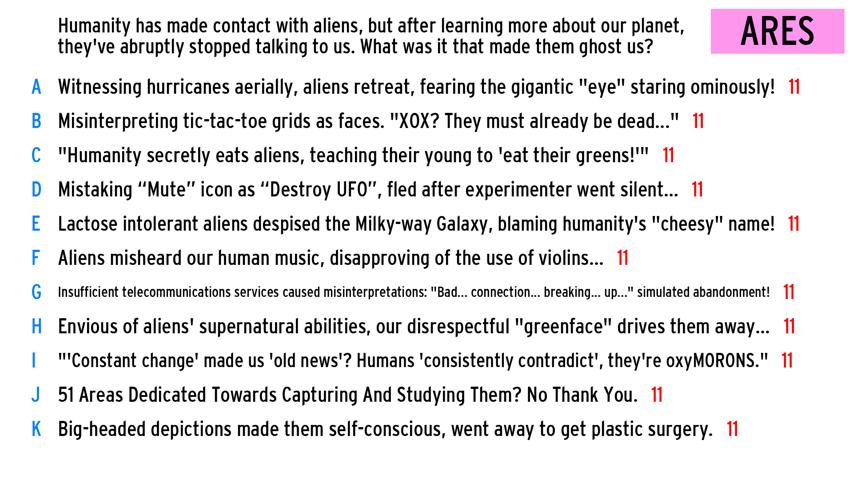 Humanity has made contact with aliens, but after learning more about our planet,
they've abruptly stopped talking to us. What was it that made them ghost us?
ARES
A Witnessing hurricanes aerially, aliens retreat, fearing the gigantic "eye" staring ominously! 11
B Misinterpreting tic-tac-toe grids as faces. "XOX? They must already be dead..." 11
C "Humanity secretly eats aliens, teaching their young to 'eat their greens!'" 11
D Mistaking “Mute” icon as “Destroy UFO”, fled after experimenter went silent... 11
E Lactose intolerant aliens despised the Milky-way Galaxy, blaming humanity's "cheesy" name! 11
F Aliens misheard our human music, disapproving of the use of violins... 11
G Insufficient telecommunications services caused misinterpretations: "Bad... connection... breaking... up..." simulated abandonment! 11
H Envious of aliens' supernatural abilities, our disrespectful "greenface" drives them away... 11
I "'Constant change' made us 'old news'? Humans 'consistently contradict', they're oxyMORONS." 11
J 51 Areas Dedicated Towards Capturing And Studying Them? No Thank You. 11
K Big-headed depictions made them self-conscious, went away to get plastic surgery. 11